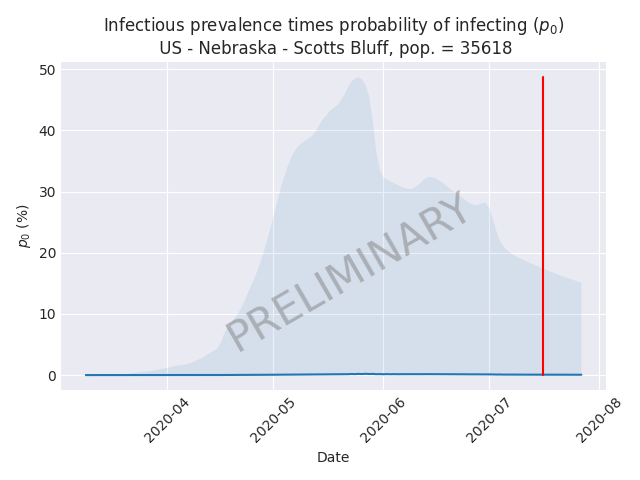 Infectious prevalence times probability of infecting (p₀)
US - Nebraska - Scotts Bluff, pop. = 35618
50
40
30
20
10
0
p₀ (%)
PRELIMINARY
2020-04
2020-05
2020-06
2020-07
2020-08
Date